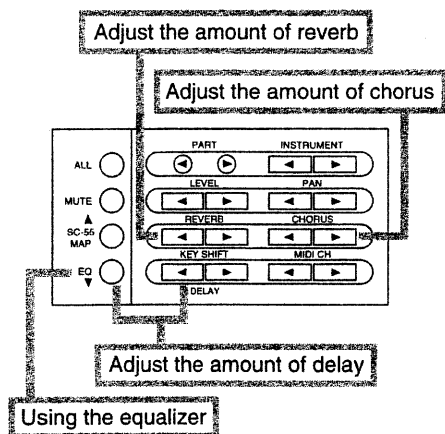 Adjust the amount of reverb
Adjust the amount of chorus
PART INSTRUMENT
ALL
LEVEL PAN
MUTE
REVERB CHORUS
SC-55
MAP
KEY SHIFT MIDI CH
EQ
DELAY
Adjust the amount of delay
Using the equalizer